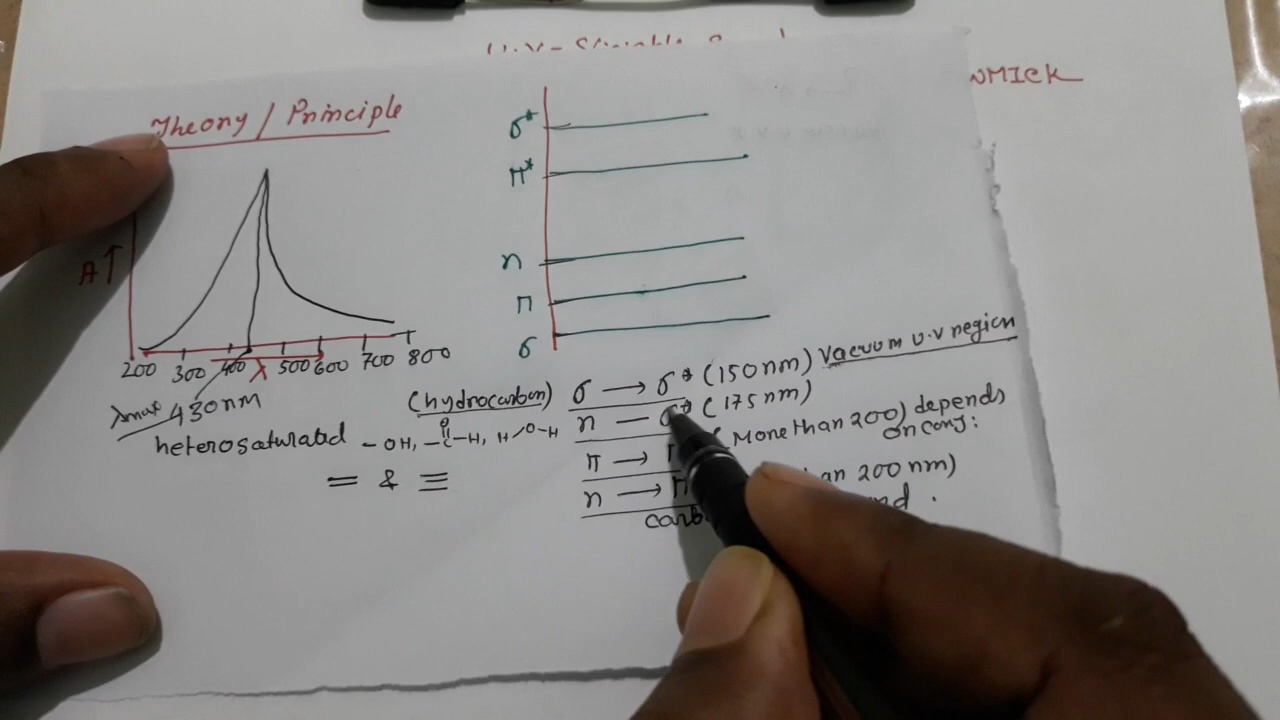 WMICK
Theory / Principle
A↑
200 300 400 λ 500 600 700 800
λmax 430nm
σ*
π*
n
π
σ
(hydrocarbon) σ → σ* (150nm) Vacuum U.V region
heterosaturated -OH, -C-H, H-O-H n — σ* (175nm)
O
= & ≡ π → (More than 200) depends
on conj:
n → π 200 nm)